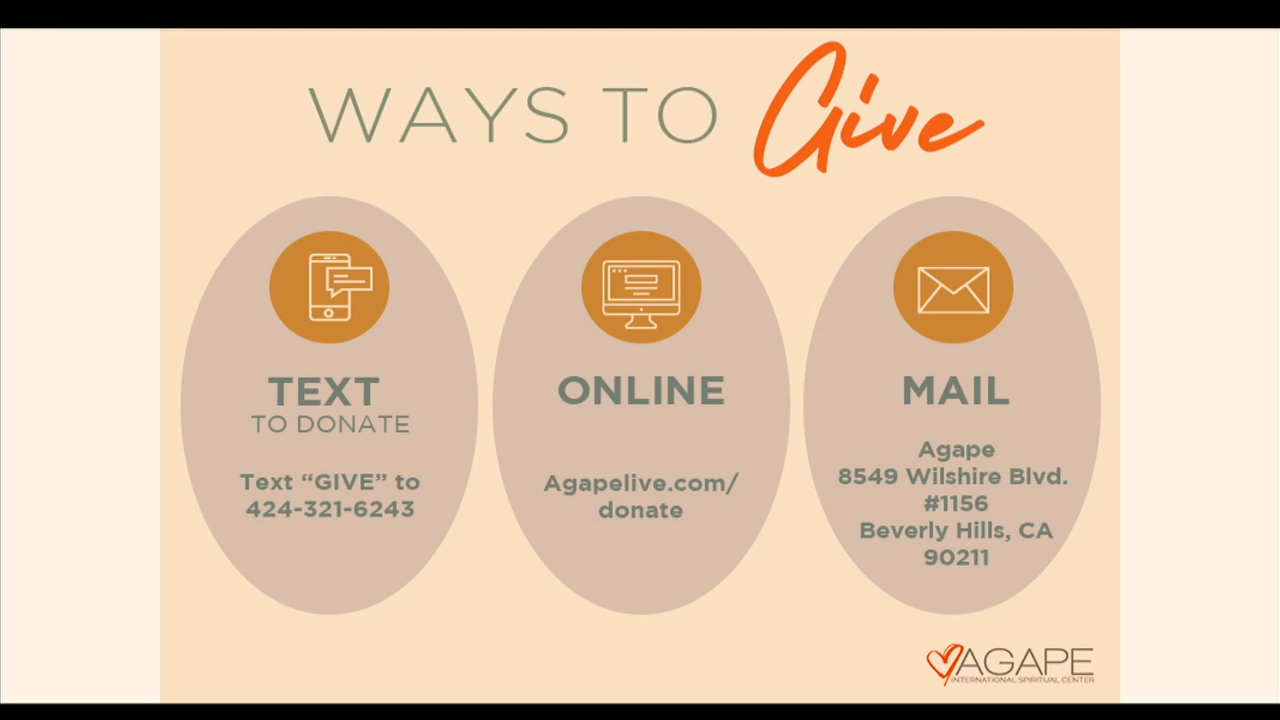 WAYS TO Give
TEXT
TO DONATE
Text “GIVE” to
424-321-6243
ONLINE
Agapelive.com/
donate
MAIL
Agape
8549 Wilshire Blvd.
#1156
Beverly Hills, CA
90211
AGAPE
INTERNATIONAL SPIRITUAL CENTER